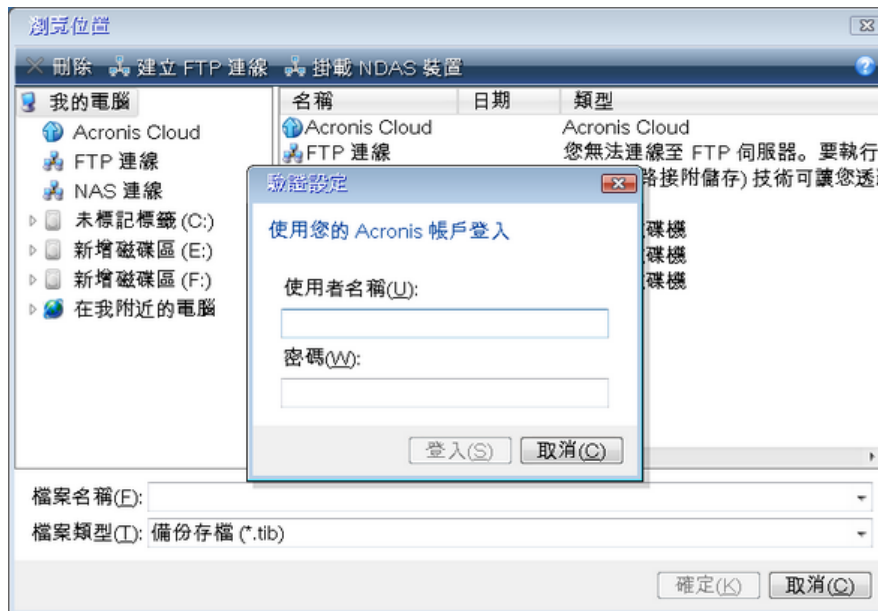 瀏覽位置
刪除 建立 FTP 連線 掛載 NDAS 裝置
我的電腦
Acronis Cloud
FTP 連線
NAS 連線
未標記標籤 (C:)
新增磁碟區 (E:)
新增磁碟區 (F:)
在我附近的電腦
名稱 日期 類型
Acronis Cloud Acronis Cloud
FTP 連線 您無法連線至 FTP 伺服器。要執行
路接附儲存) 技術可讓您透
碟機
碟機
碟機
驗證設定
使用您的 Acronis 帳戶登入
使用者名稱(U):
密碼(W):
登入(S) 取消(C)
檔案名稱(F):
檔案類型(T): 備份存檔 (*.tib)
確定(K) 取消(C)